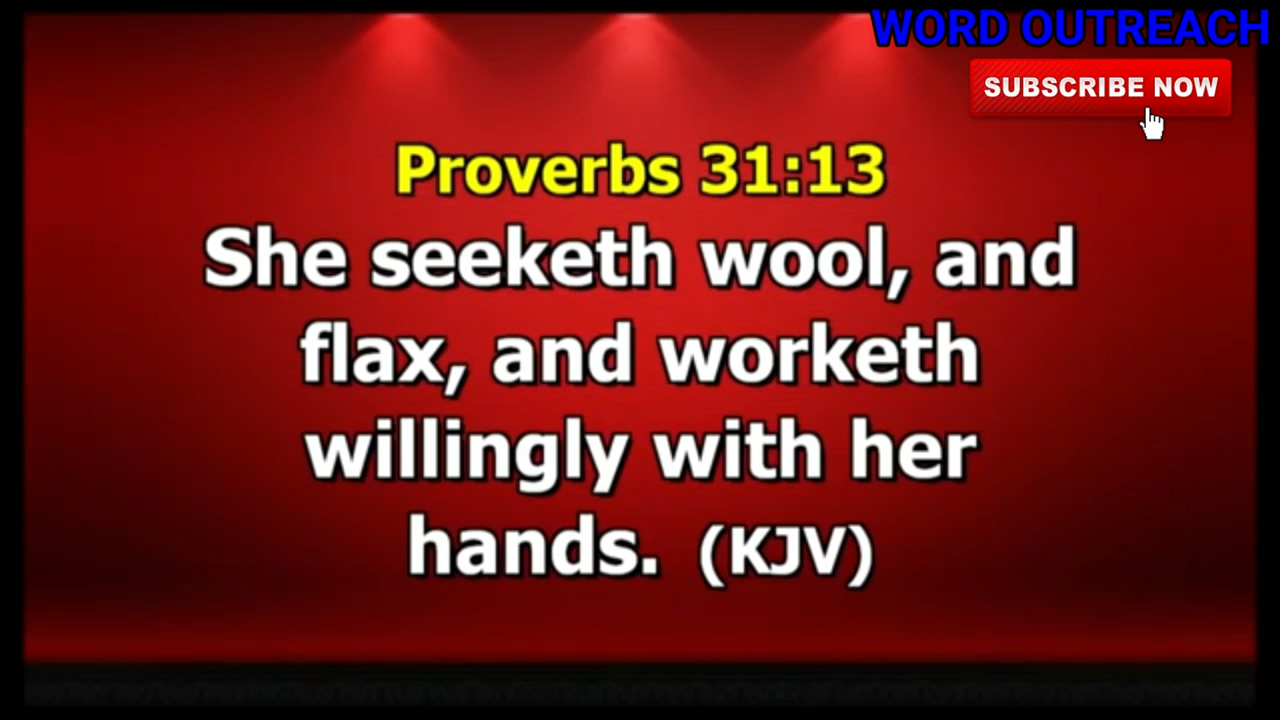 WORD OUTREACH
SUBSCRIBE NOW
Proverbs 31:13
She seeketh wool, and
flax, and worketh
willingly with her
hands. (KJV)